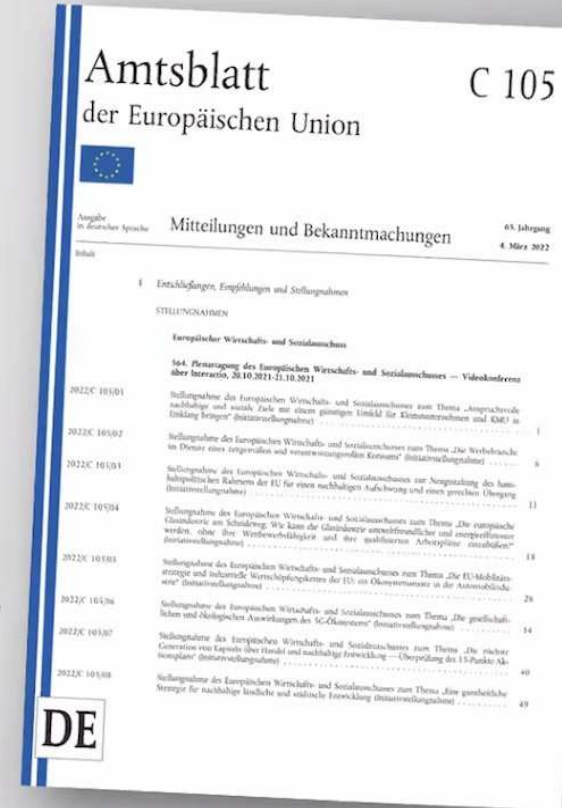 Amtsblatt
C 105
der Europäischen Union
Ausgabe
in deutscher Sprache
Mitteilungen und Bekanntmachungen
65. Jahrgang
4. März 2022
Inhalt
I Entschließungen, Empfehlungen und Stellungnahmen
STELLUNGNAHMEN
Europäischer Wirtschafts- und Sozialausschuss
564. Plenartagung des Europäischen Wirtschafts- und Sozialausschusses — Videokonferenz
über Interactio, 20.10.2021-21.10.2021
2022/C 105/01
Stellungnahme des Europäischen Wirtschafts- und Sozialausschusses zum Thema „Anspruchsvolle
nachhaltige und soziale Ziele mit einem günstigen Umfeld für Kleinstunternehmen und KMU in
Einklang bringen“ (Initiativstellungnahme) 1
2022/C 105/02
Stellungnahme des Europäischen Wirtschafts- und Sozialausschusses zum Thema „Die Werbebranche
im Dienste eines zeitgemäßen und verantwortungsvollen Konsums“ (Initiativstellungnahme) 6
2022/C 105/03
Stellungnahme des Europäischen Wirtschafts- und Sozialausschusses zur Neugestaltung des haus-
haltspolitischen Rahmens der EU für einen nachhaltigen Aufschwung und einen gerechten Übergang
(Initiativstellungnahme) 11
2022/C 105/04
Stellungnahme des Europäischen Wirtschafts- und Sozialausschusses zum Thema „Die europäische
Glasindustrie am Scheideweg: Wie kann die Glasindustrie umweltfreundlicher und energieeffizienter
werden, ohne ihre Wettbewerbsfähigkeit und ihre qualifizierten Arbeitsplätze einzubüßen?“
(Initiativstellungnahme) 18
2022/C 105/05
Stellungnahme des Europäischen Wirtschafts- und Sozialausschusses zum Thema „Die EU-Mobilitäts-
strategie und industrielle Wertschöpfungsketten der EU: ein Ökosystemansatz in der Automobilindu-
strie“ (Initiativstellungnahme) 26
2022/C 105/06
Stellungnahme des Europäischen Wirtschafts- und Sozialausschusses zum Thema „Die gesellschaft-
lichen und ökologischen Auswirkungen des 5G-Ökosystems“ (Initiativstellungnahme) 34
2022/C 105/07
Stellungnahme des Europäischen Wirtschafts- und Sozialausschusses zum Thema „Die nächste
Generation von Kapiteln über Handel und nachhaltige Entwicklung — Überprüfung des 15-Punkte-Ak-
tionsplans“ (Initiativstellungnahme) 40
2022/C 105/08
Stellungnahme des Europäischen Wirtschafts- und Sozialausschusses zum Thema „Eine ganzheitliche
Strategie für nachhaltige ländliche und städtische Entwicklung (Initiativstellungnahme) 49
DE